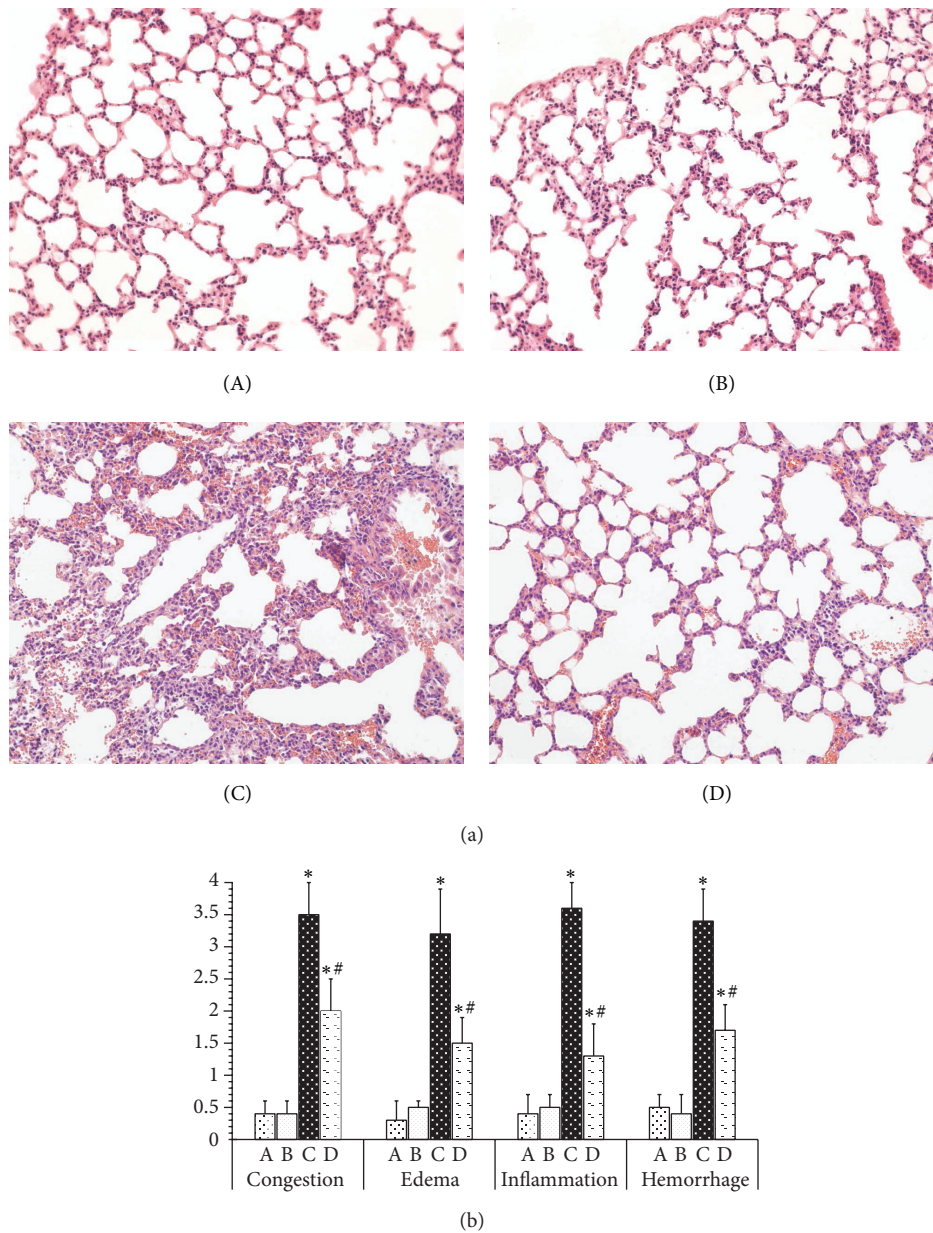 (A)
(B)
(C)
(D)
(a)
4
3.5
3
2.5
2
1.5
1
0.5
0
*
*#
*
*#
*
*#
*
*#
A B C D A B C D A B C D A B C D
Congestion Edema Inflammation Hemorrhage
(b)